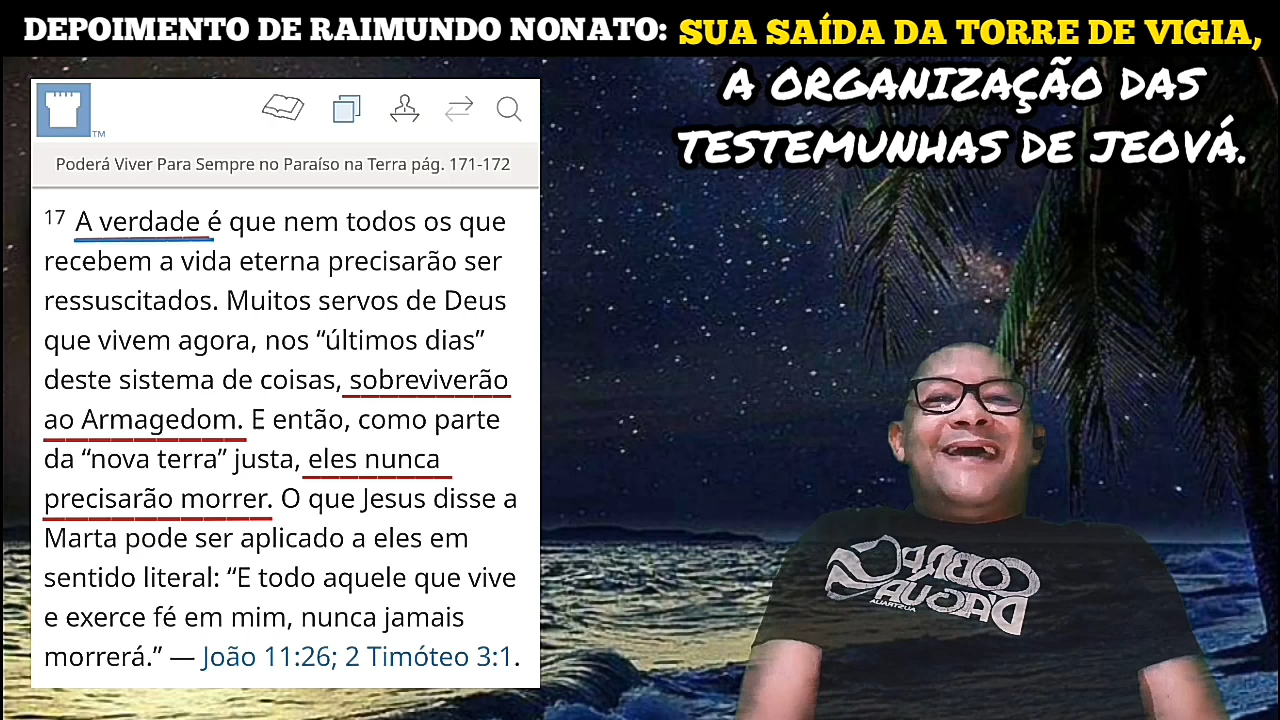 DEPOIMENTO DE RAIMUNDO NONATO: SUA SAÍDA DA TORRE DE VIGIA,
A ORGANIZAÇÃO DAS
TESTEMUNHAS DE JEOVÁ.
TM
Poderá Viver Para Sempre no Paraíso na Terra pág. 171-172
17 A verdade é que nem todos os que
recebem a vida eterna precisarão ser
ressuscitados. Muitos servos de Deus
que vivem agora, nos “últimos dias”
deste sistema de coisas, sobreviverão
ao Armagedom. E então, como parte
da “nova terra” justa, eles nunca
precisarão morrer. O que Jesus disse a
Marta pode ser aplicado a eles em
sentido literal: “E todo aquele que vive
e exerce fé em mim, nunca jamais
morrerá.” — João 11:26; 2 Timóteo 3:1.
COBRA
DAGUA
AUSTRALIA